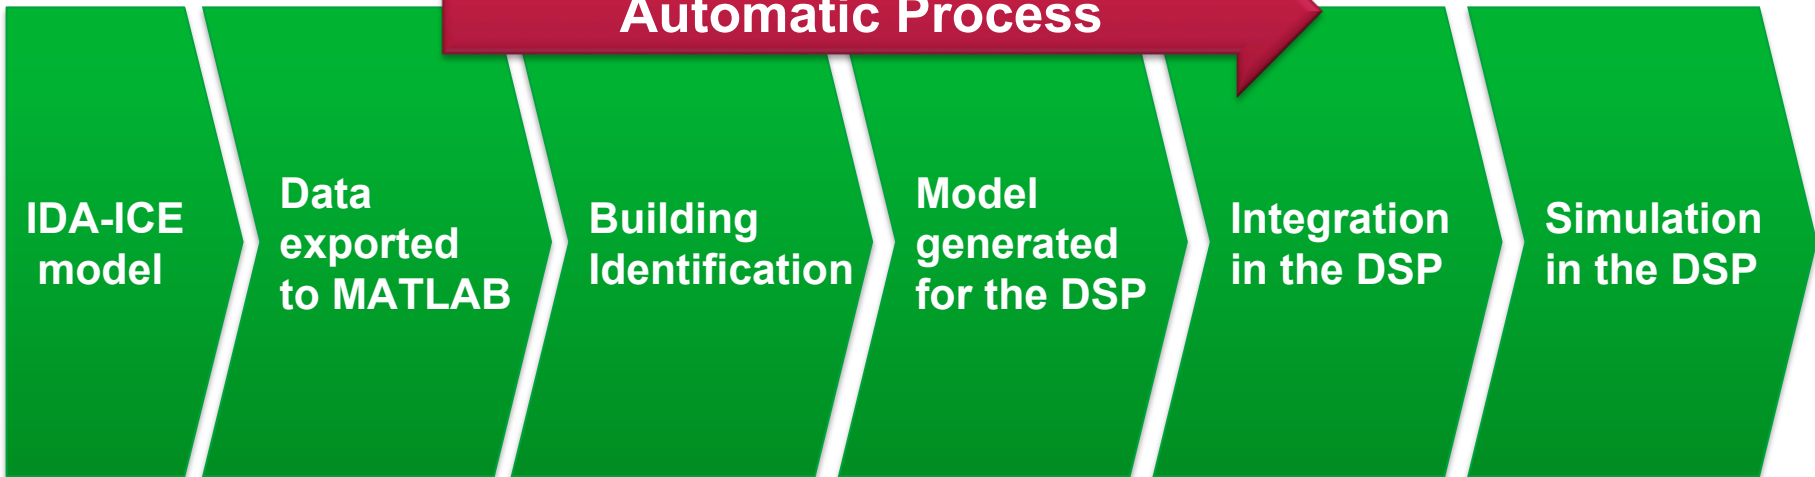 Automatic Process
IDA-ICE
model
Data
exported
to MATLAB
Building
Identification
Model
generated
for the DSP
Integration
in the DSP
Simulation
in the DSP